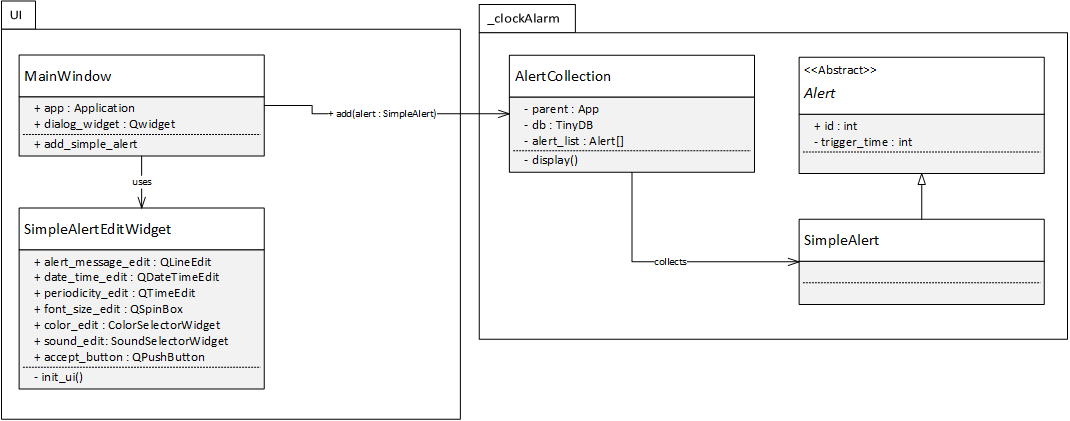 UI
MainWindow
+ app : Application
+ dialog_widget : Qwidget
+ add_simple_alert
uses
SimpleAlertEditWidget
+ alert_message_edit : QLineEdit
+ date_time_edit : QDateTimeEdit
+ periodicity_edit : QTimeEdit
+ font_size_edit : QSpinBox
+ color_edit : ColorSelectorWidget
+ sound_edit: SoundSelectorWidget
+ accept_button : QPushButton
- init_ui()
+ add(alert : SimpleAlert)
_clockAlarm
AlertCollection
- parent : App
- db : TinyDB
- alert_list : Alert[]
- display()
collects
<<Abstract>>
Alert
+ id : int
- trigger_time : int
SimpleAlert